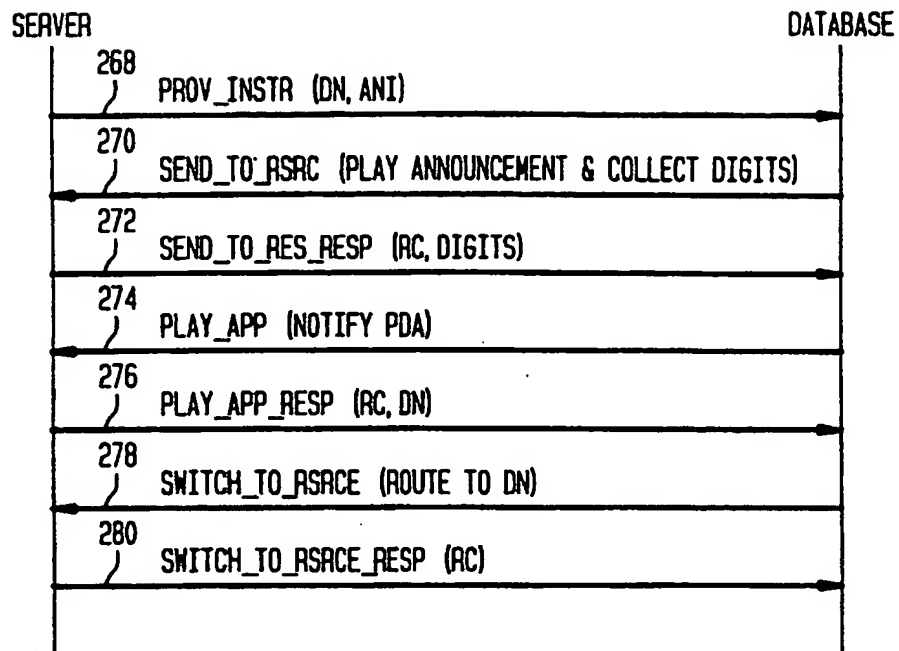 SERVER DATABASE
268
PROV_INSTR (DN, ANI)
270
SEND_TO_RSRC (PLAY ANNOUNCEMENT & COLLECT DIGITS)
272
SEND_TO_RES_RESP (RC, DIGITS)
274
PLAY_APP (NOTIFY PDA)
276
PLAY_APP_RESP (RC, DN)
278
SWITCH_TO_RSRCE (ROUTE TO DN)
280
SWITCH_TO_RSRCE_RESP (RC)